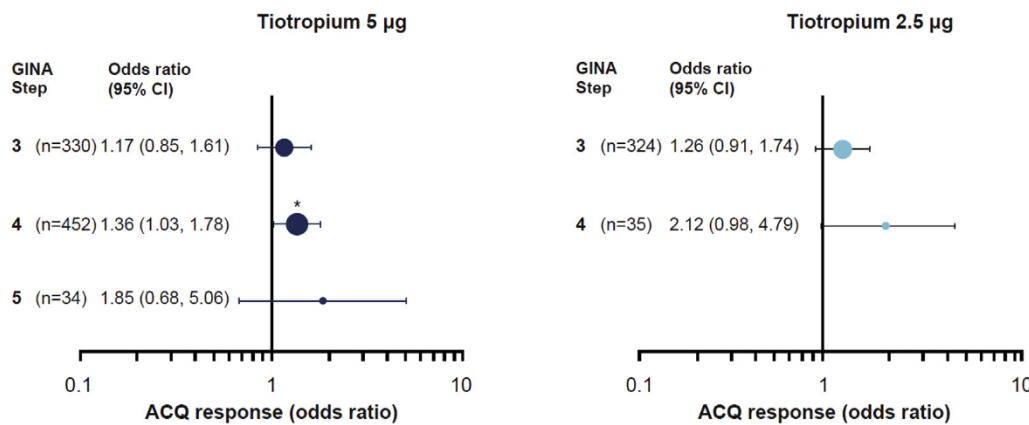 Tiotropium 5 µg
GINA Step
Odds ratio (95% CI)
3 (n=330) 1.17 (0.85, 1.61)
*
4 (n=452) 1.36 (1.03, 1.78)
5 (n=34) 1.85 (0.68, 5.06)
0.1 1 10
ACQ response (odds ratio)
Tiotropium 2.5 µg
GINA Step
Odds ratio (95% CI)
3 (n=324) 1.26 (0.91, 1.74)
4 (n=35) 2.12 (0.98, 4.79)
0.1 1 10
ACQ response (odds ratio)